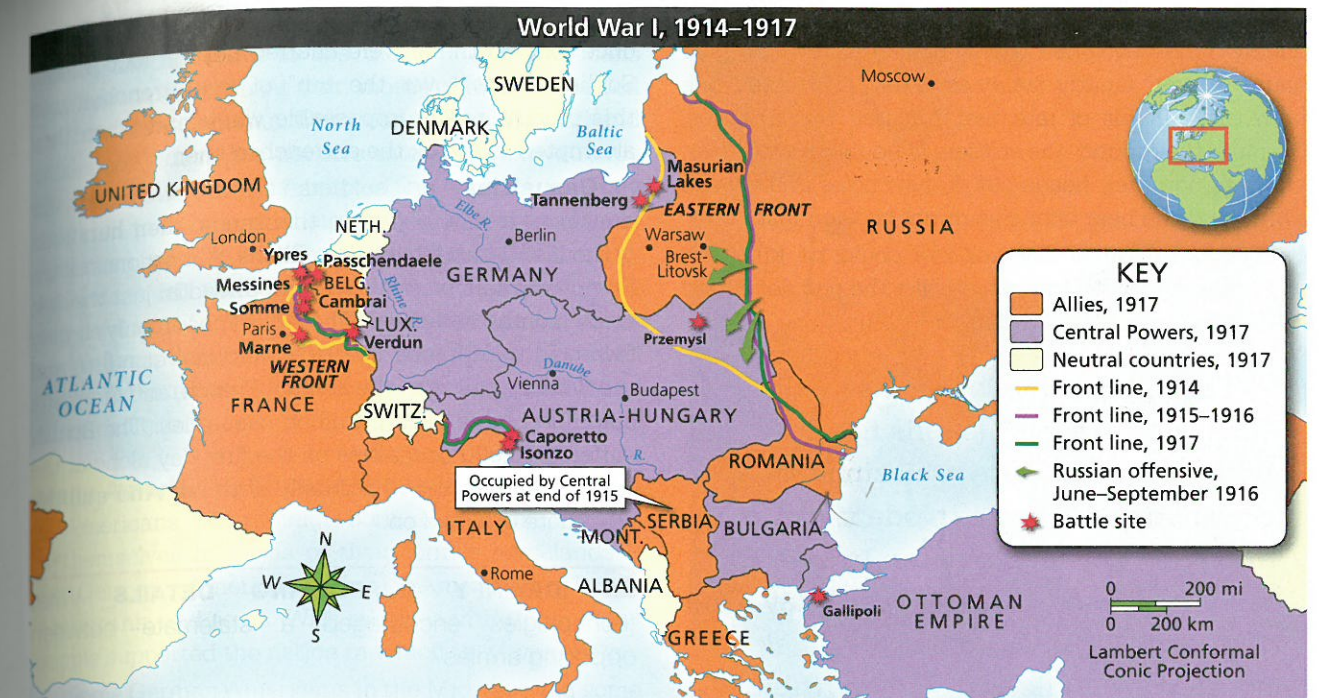 World War I, 1914–1917
Moscow
SWEDEN
North
Sea
DENMARK
Baltic
Sea
Masurian
Lakes
UNITED KINGDOM
Tannenberg
EASTERN FRONT
Elbe R.
RUSSIA
NETH.
London
Berlin
Warsaw
Ypres
Passchendaele
Brest-
Litovsk
GERMANY
Messines
BELG.
Rhine R.
Cambrai
Somme
Paris
LUX.
Verdun
Marne
Przemysl
WESTERN
FRONT
ATLANTIC
OCEAN
Danube
Vienna
Budapest
FRANCE
SWITZ.
AUSTRIA-HUNGARY
Caporetto
Isonzo
R.
ROMANIA
Black Sea
Occupied by Central
Powers at end of 1915
ITALY
SERBIA
BULGARIA
MONT.
N
W
E
S
Rome
ALBANIA
Gallipoli
OTTOMAN
EMPIRE
GREECE
KEY
Allies, 1917
Central Powers, 1917
Neutral countries, 1917
Front line, 1914
Front line, 1915–1916
Front line, 1917
Russian offensive,
June–September 1916
Battle site
0 200 mi
0 200 km
Lambert Conformal
Conic Projection